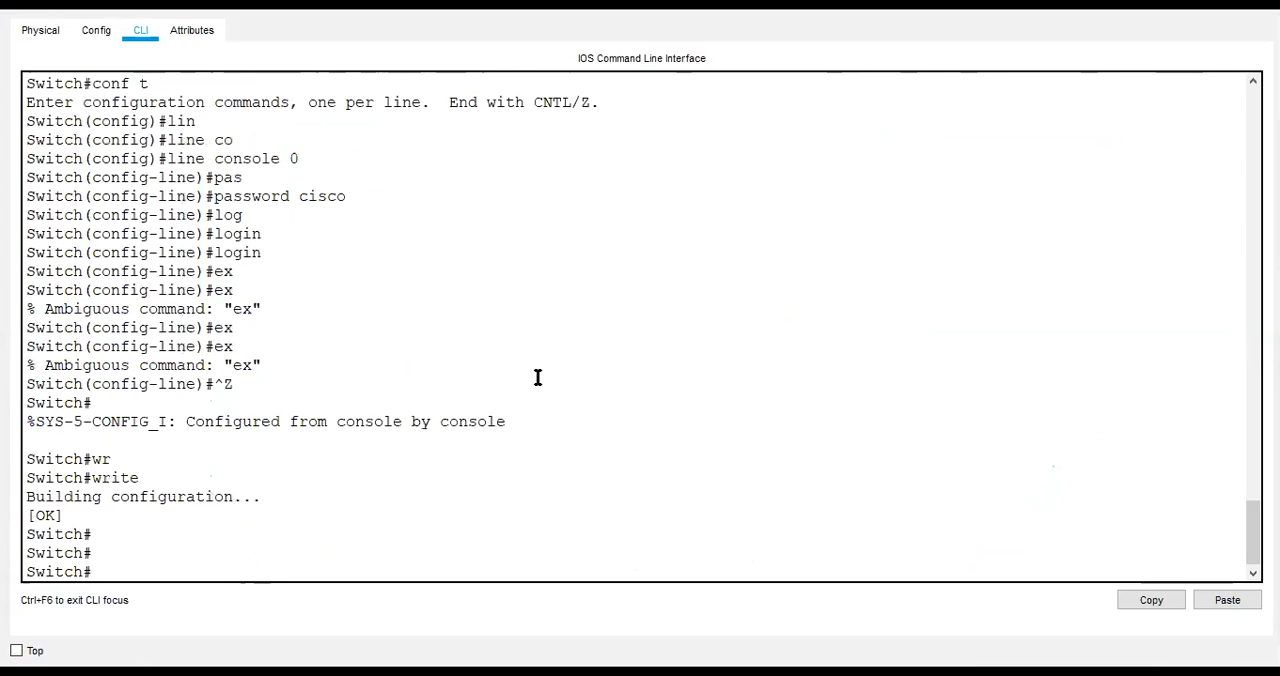 Physical Config CLI Attributes
IOS Command Line Interface
Switch#conf t
Enter configuration commands, one per line.  End with CNTL/Z.
Switch(config)#lin
Switch(config)#line co
Switch(config)#line console 0
Switch(config-line)#pas
Switch(config-line)#password cisco
Switch(config-line)#log
Switch(config-line)#login
Switch(config-line)#login
Switch(config-line)#ex
Switch(config-line)#ex
% Ambiguous command: "ex"
Switch(config-line)#ex
Switch(config-line)#ex
% Ambiguous command: "ex"
Switch(config-line)#^Z
Switch#
%SYS-5-CONFIG_I: Configured from console by console
Switch#wr
Switch#write
Building configuration...
[OK]
Switch#
Switch#
Switch#
Ctrl+F6 to exit CLI focus
Copy Paste
Top